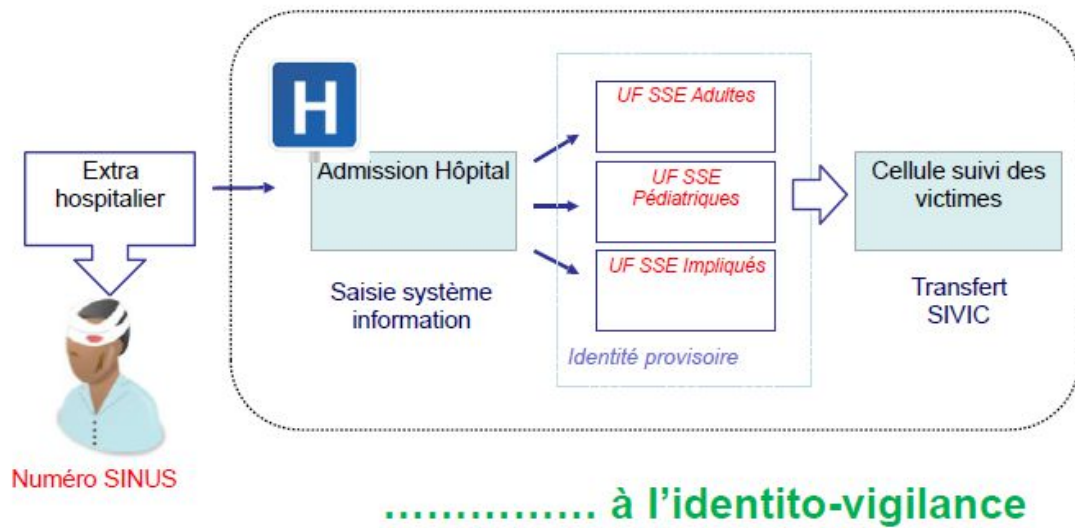 H
Extra
hospitalier
Numéro SINUS
Admission Hôpital
Saisie système
information
UF SSE Adultes
UF SSE
Pédiatriques
UF SSE Impliqués
Identité provisoire
Cellule suivi des
victimes
Transfert
SIVIC
............... à l'identito-vigilance